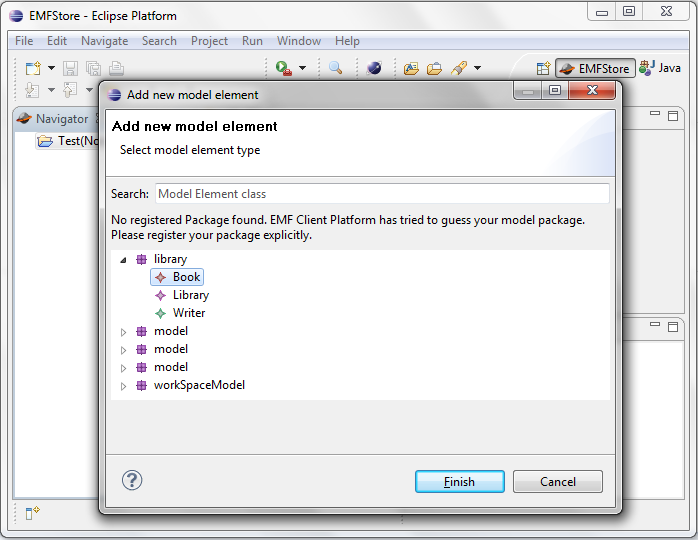 EMFStore - Eclipse Platform
File Edit Navigate Search Project Run Window Help
EMFStore Java
Navigator
Test(No
Add new model element
Add new model element
Select model element type
Search: Model Element class
No registered Package found. EMF Client Platform has tried to guess your model package.
Please register your package explicitly.
library
Book
Library
Writer
model
model
model
workSpaceModel
?
Finish Cancel